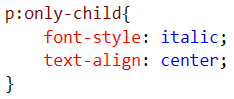 p:only-child{
    font-style: italic;
    text-align: center;
}